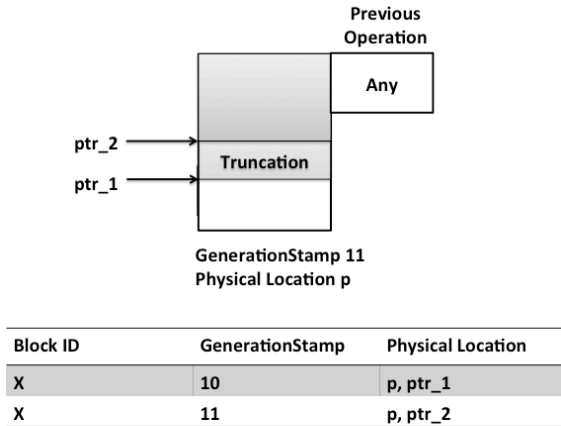 Previous
Operation
Any
ptr_2
Truncation
ptr_1
GenerationStamp 11
Physical Location p
Block ID GenerationStamp Physical Location
X 10 p, ptr_1
X 11 p, ptr_2